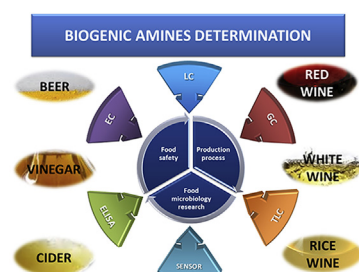 BIOGENIC AMINES DETERMINATION
LC
BEER
RED
WINE
EC
GC
Food
safety
Production
process
VINEGAR
WHITE
WINE
Food
microbiology
research
ELISA
TLC
CIDER
SENSOR
RICE
WINE